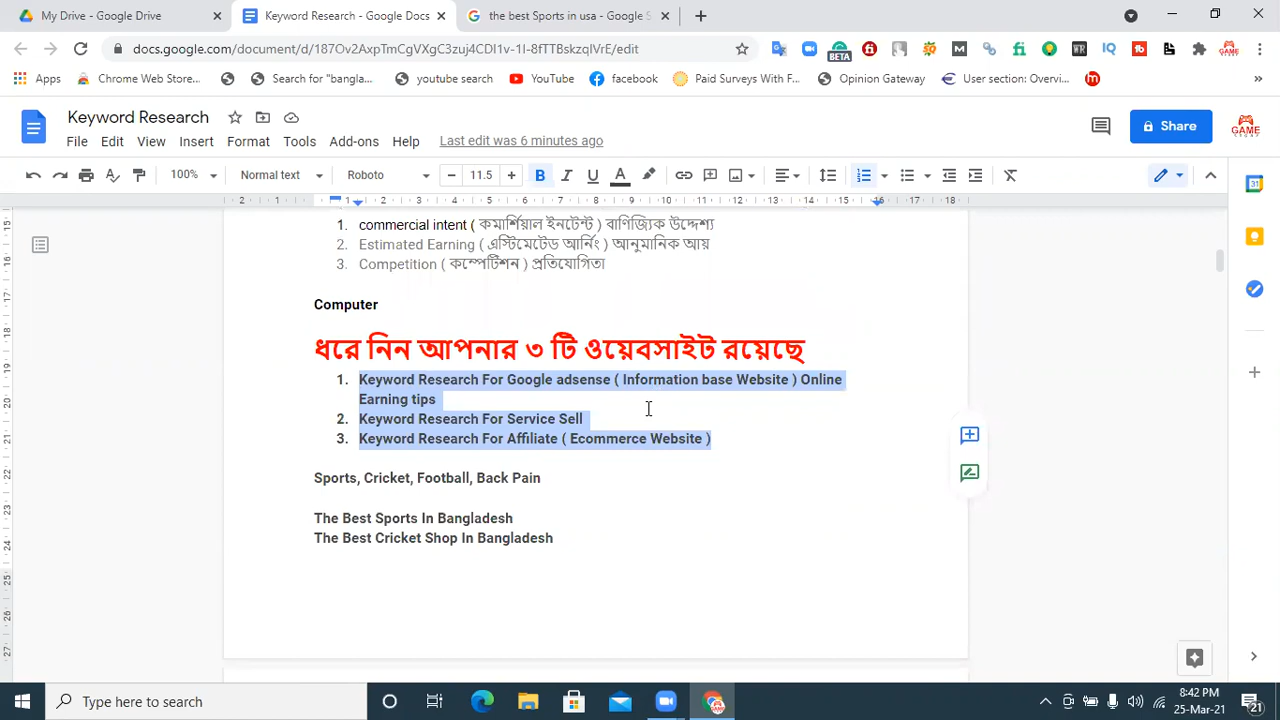 My Drive - Google Drive
Keyword Research - Google Docs
the best Sports in usa - Google S
docs.google.com/document/d/187Ov2AxpTmCgVXgC3zuj4CDI1v-1I-8fTTBskzqIVrE/edit
BETA
Apps
Chrome Web Store...
Search for "bangla...
youtube search
YouTube
facebook
Paid Surveys With F...
Opinion Gateway
User section: Overvi...
Keyword Research
File Edit View Insert Format Tools Add-ons Help
Last edit was 6 minutes ago
Share
100%
Normal text
Roboto
11.5
1. commercial intent ( কমার্শিয়াল ইনটেন্ট ) বাণিজ্যিক উদ্দেশ্য
2. Estimated Earning ( এস্টিমেটেড আর্নিং ) আনুমানিক আয়
3. Competition ( কম্পেটিশন ) প্রতিযোগিতা
Computer
ধরে নিন আপনার ৩ টি ওয়েবসাইট রয়েছে
1. Keyword Research For Google adsense ( Information base Website ) Online
Earning tips
2. Keyword Research For Service Sell
3. Keyword Research For Affiliate ( Ecommerce Website )
Sports, Cricket, Football, Back Pain
The Best Sports In Bangladesh
The Best Cricket Shop In Bangladesh
Type here to search
8:42 PM
25-Mar-21
21